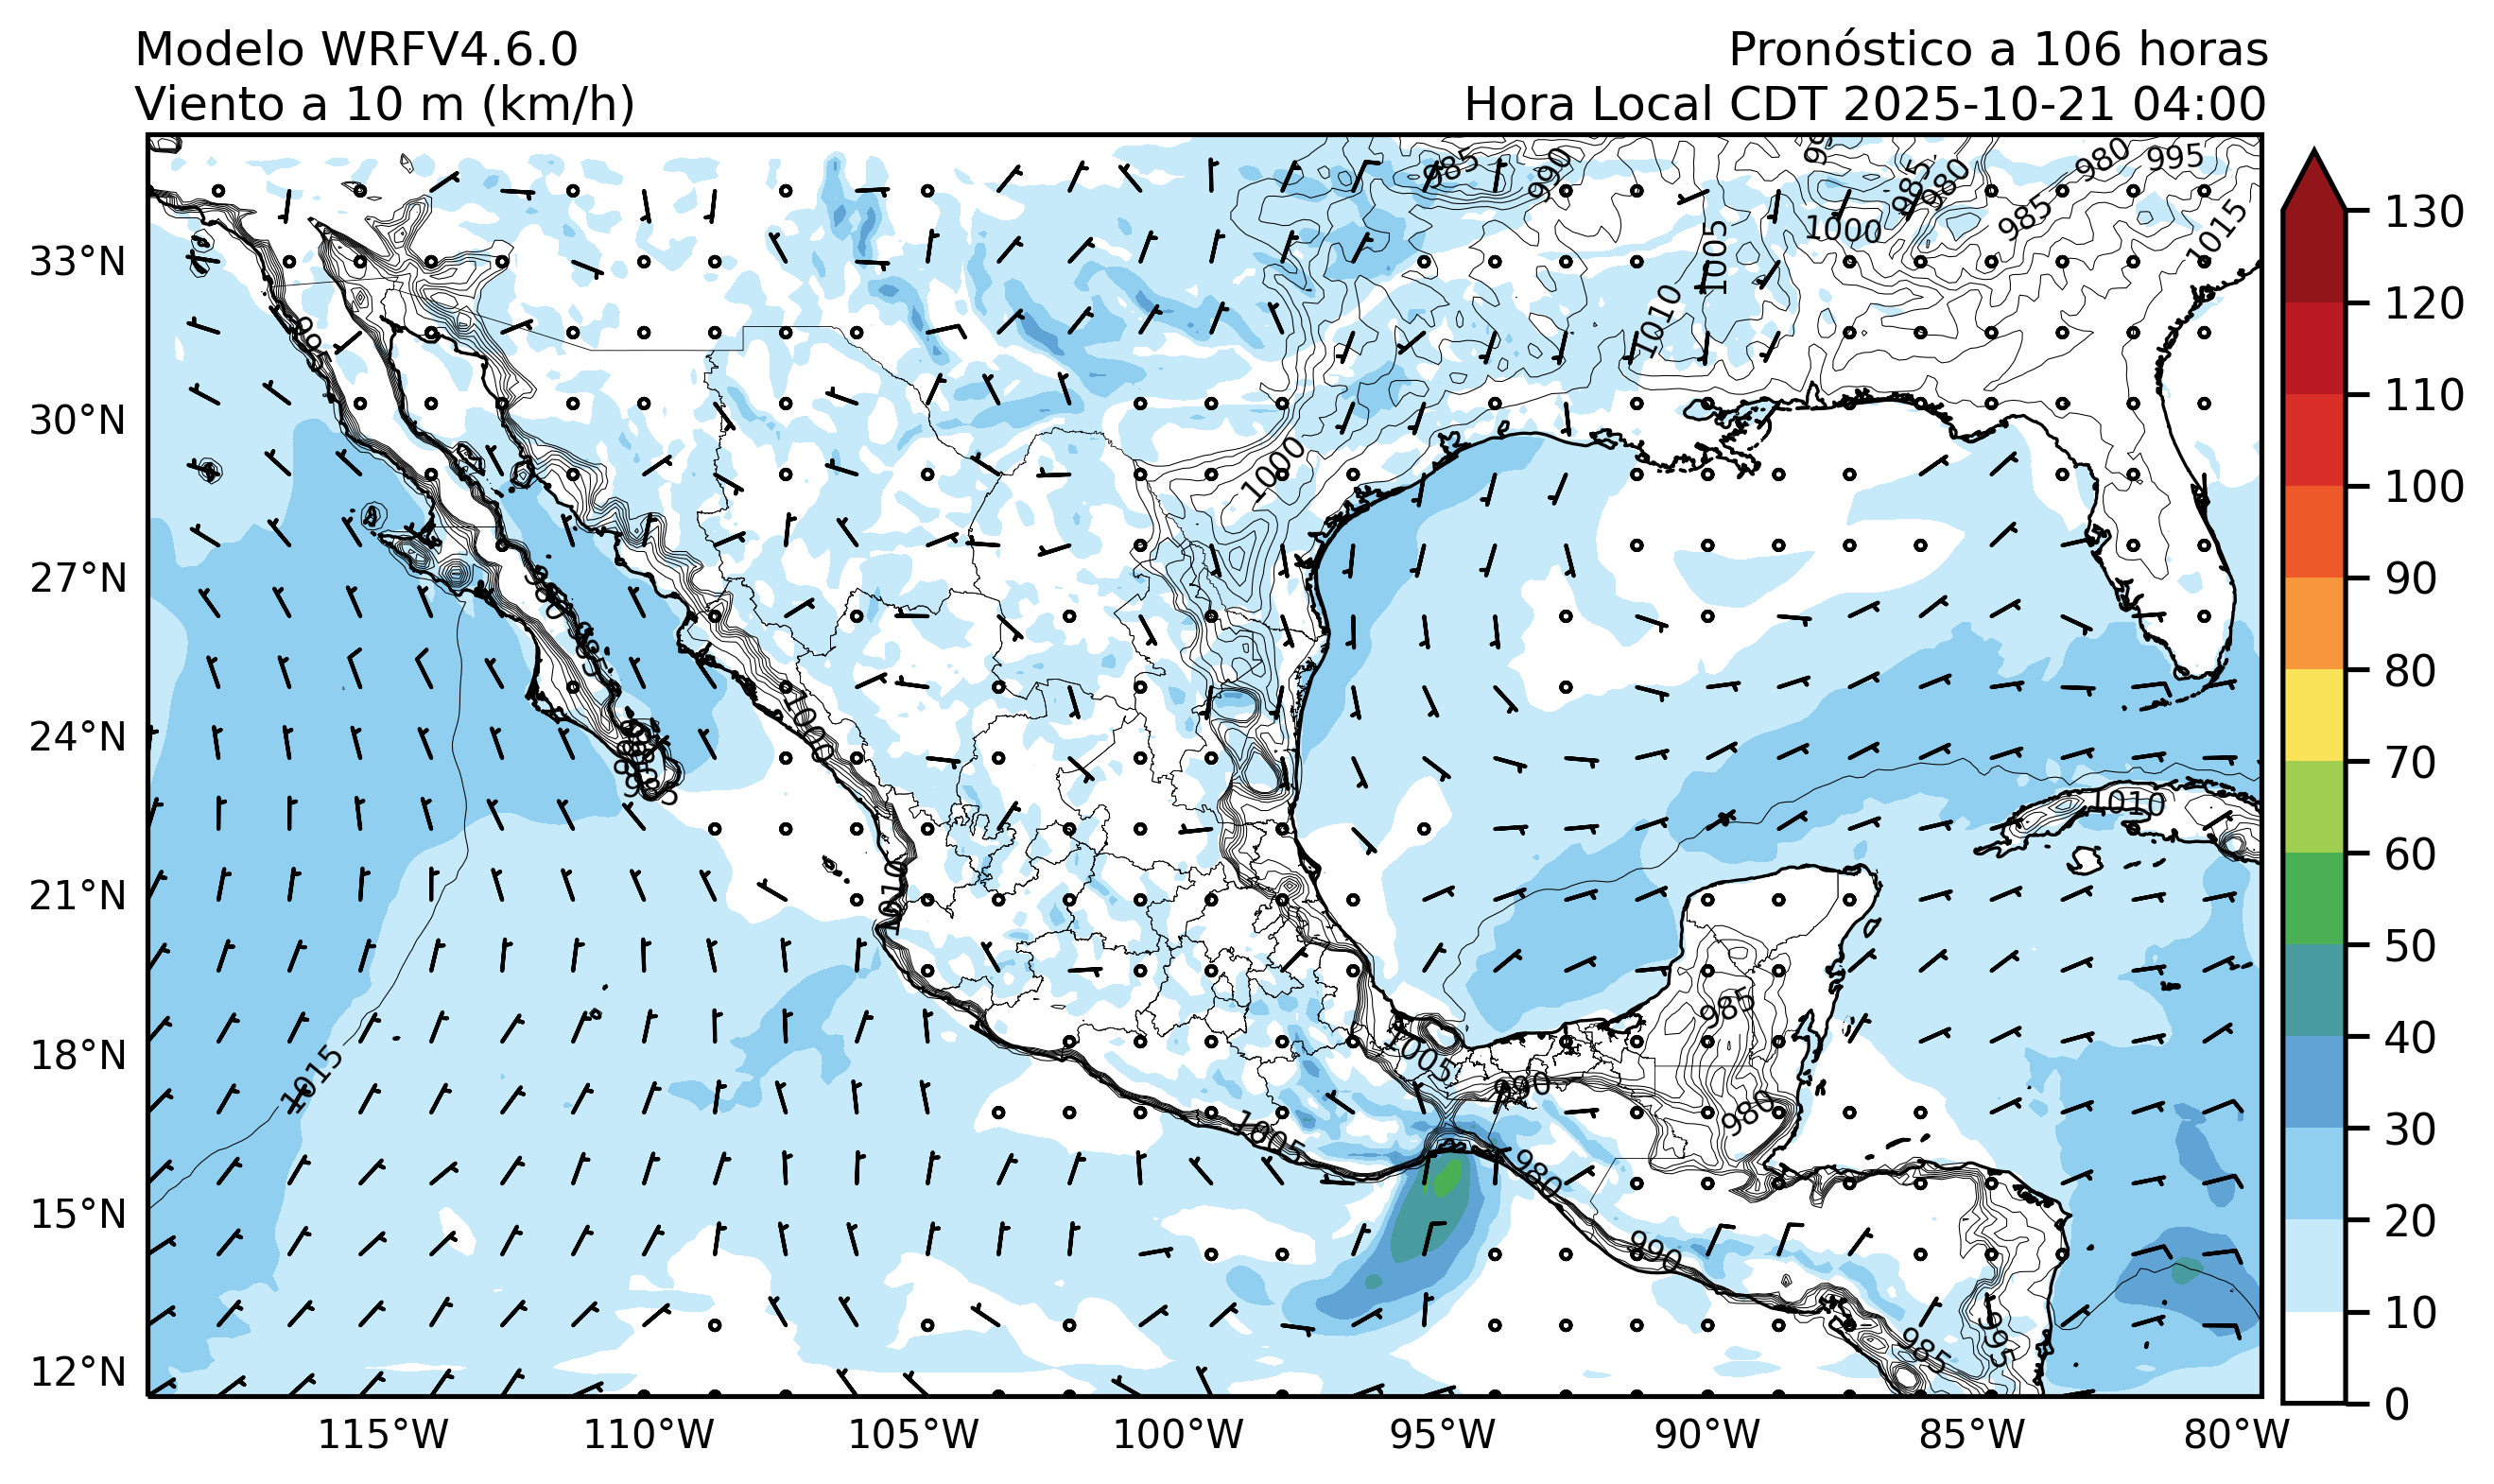 Modelo WRFV4.6.0
Viento a 10 m (km/h)
Pronóstico a 106 horas
Hora Local CDT 2025-10-21 04:00
33°N
30°N
27°N
24°N
21°N
18°N
15°N
12°N
115°W
110°W
105°W
100°W
95°W
90°W
85°W
80°W
130
120
110
100
90
80
70
60
50
40
30
20
10
0
985
990
985
980
980
995
1000
985
1015
1005
1010
1000
1000
1010
1010
1015
985
1005
990
980
980
990
985
995